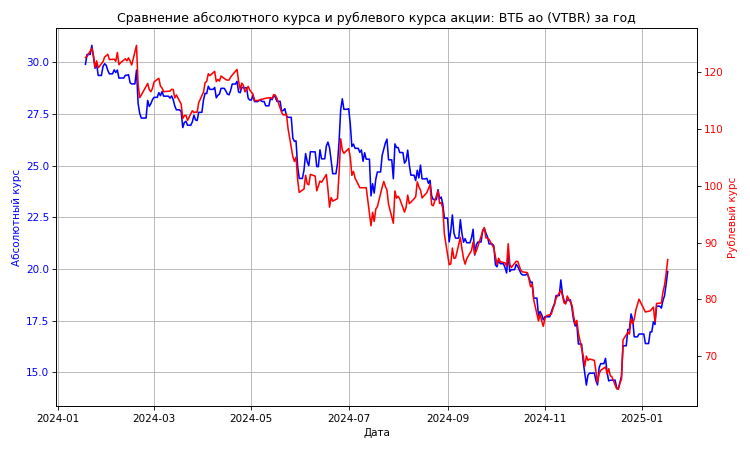 Сравнение абсолютного курса и рублевого курса акции: ВТБ ао (VTBR) за год
30.0
27.5
25.0
22.5
20.0
17.5
15.0
Абсолютный курс
120
110
100
90
80
70
Рублевый курс
2024-01 2024-03 2024-05 2024-07 2024-09 2024-11 2025-01
Дата